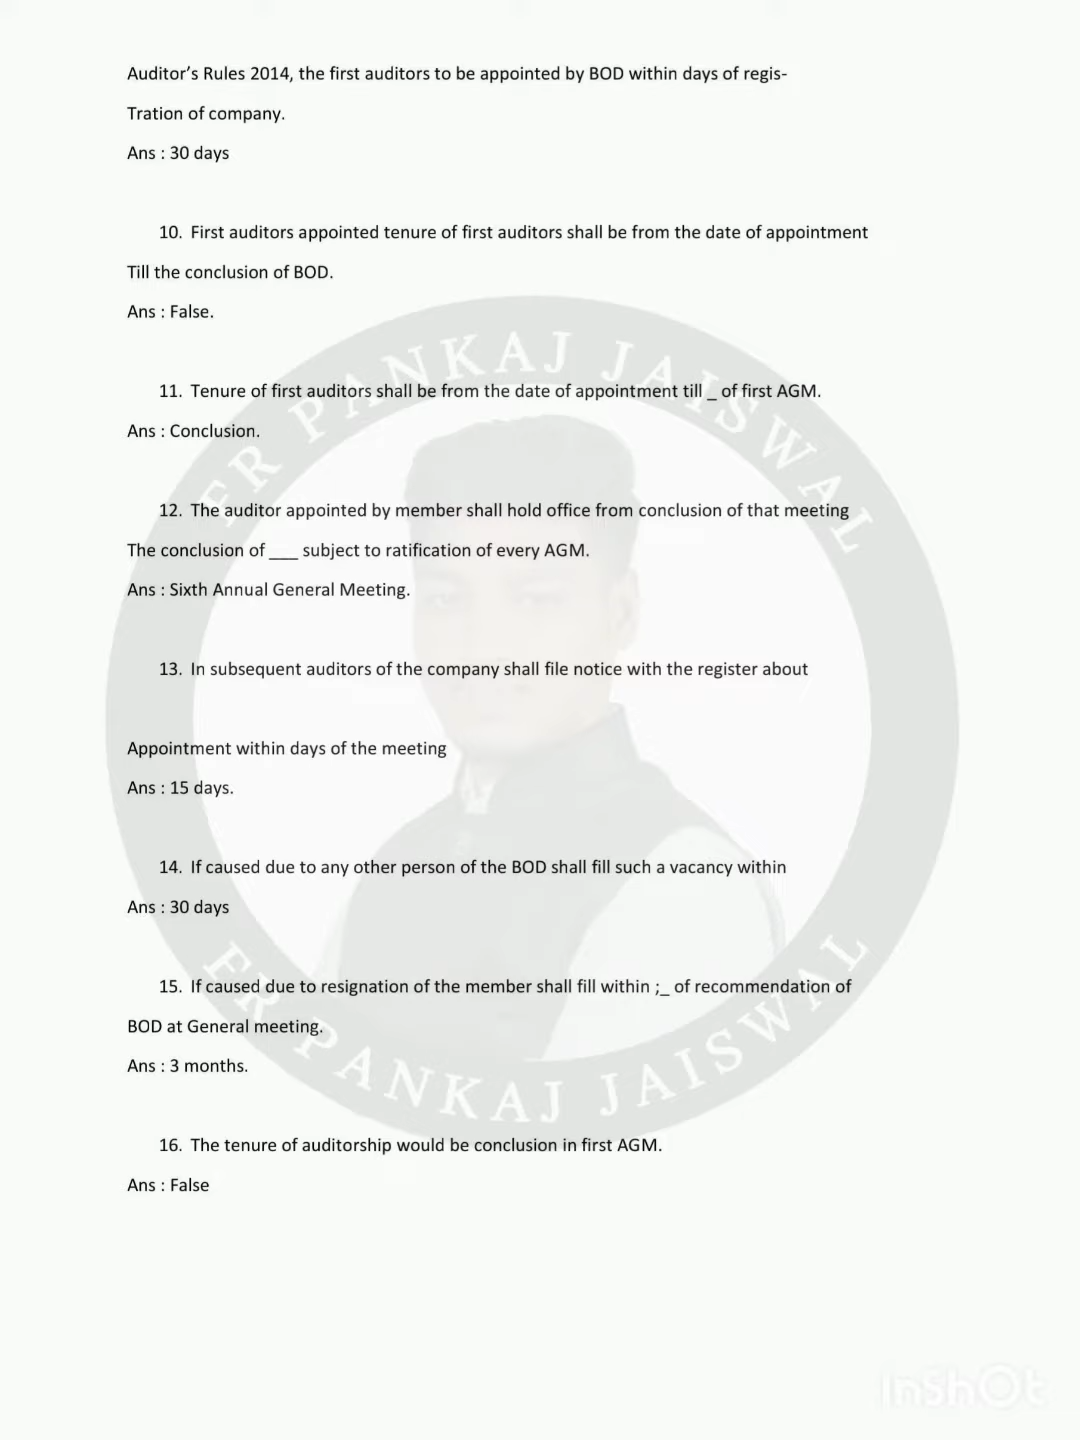 Auditor's Rules 2014, the first auditors to be appointed by BOD within days of regis-
Tration of company.
Ans : 30 days
10. First auditors appointed tenure of first auditors shall be from the date of appointment
Till the conclusion of BOD.
Ans : False.
11. Tenure of first auditors shall be from the date of appointment till _ of first AGM.
Ans : Conclusion.
12. The auditor appointed by member shall hold office from conclusion of that meeting
The conclusion of ___ subject to ratification of every AGM.
Ans : Sixth Annual General Meeting.
13. In subsequent auditors of the company shall file notice with the register about
Appointment within days of the meeting
Ans : 15 days.
14. If caused due to any other person of the BOD shall fill such a vacancy within
Ans : 30 days
15. If caused due to resignation of the member shall fill within ;_ of recommendation of
BOD at General meeting.
Ans : 3 months.
16. The tenure of auditorship would be conclusion in first AGM.
Ans : False
FR PANKAJ JAISWAL
FR PANKAJ JAISWAL
InShOt